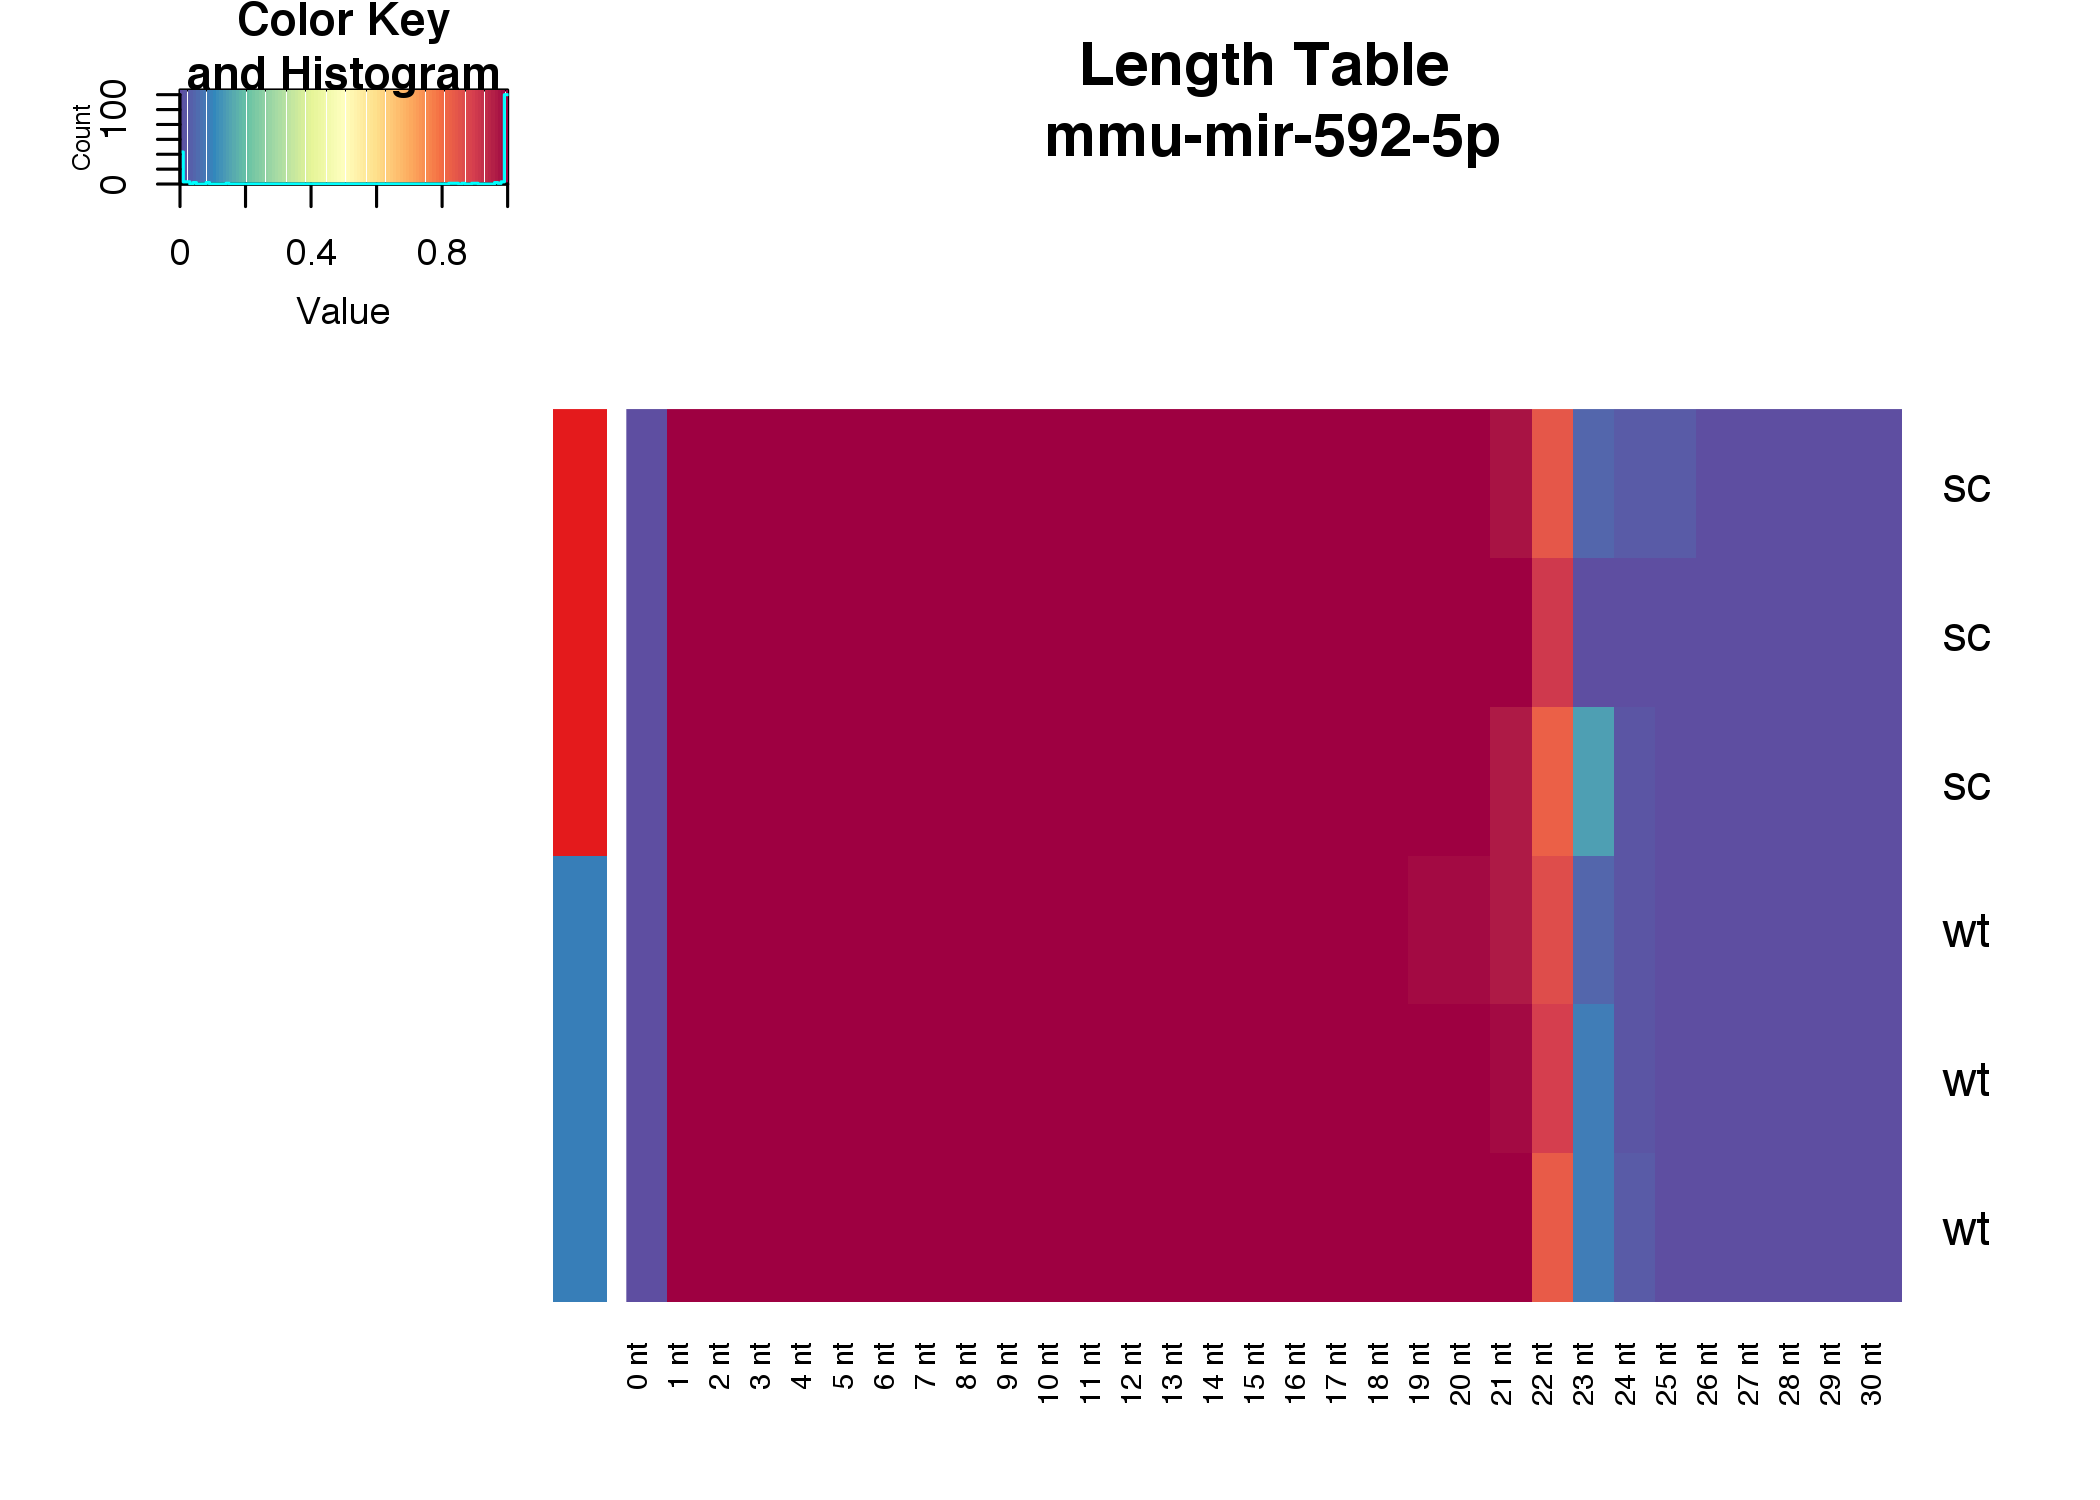 Color Key
and Histogram
Count
0
100
0
0.4
0.8
Value
Length Table
mmu-mir-592-5p
sc
sc
sc
wt
wt
wt
0 nt
1 nt
2 nt
3 nt
4 nt
5 nt
6 nt
7 nt
8 nt
9 nt
10 nt
11 nt
12 nt
13 nt
14 nt
15 nt
16 nt
17 nt
18 nt
19 nt
20 nt
21 nt
22 nt
23 nt
24 nt
25 nt
26 nt
27 nt
28 nt
29 nt
30 nt